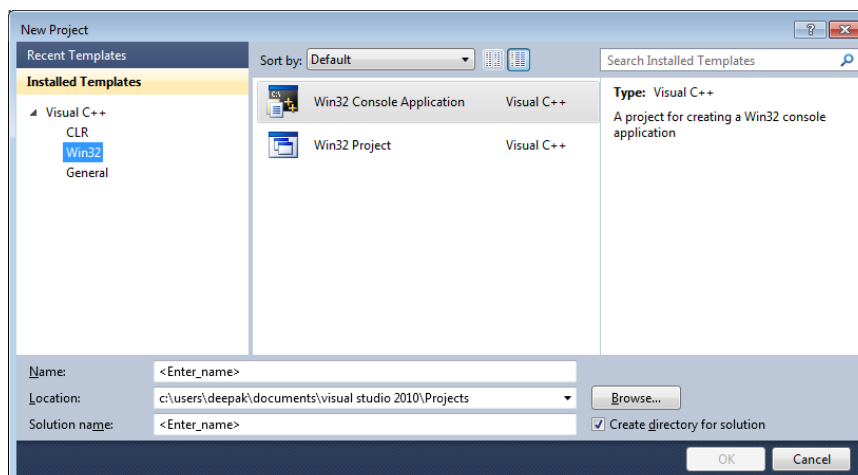 New Project
Recent Templates
Installed Templates
Visual C++
CLR
Win32
General
Sort by: Default
Win32 Console Application Visual C++
Win32 Project Visual C++
Search Installed Templates
Type: Visual C++
A project for creating a Win32 console
application
Name: <Enter_name>
Location: c:\users\deepak\documents\visual studio 2010\Projects
Browse...
Solution name: <Enter_name>
Create directory for solution
OK Cancel